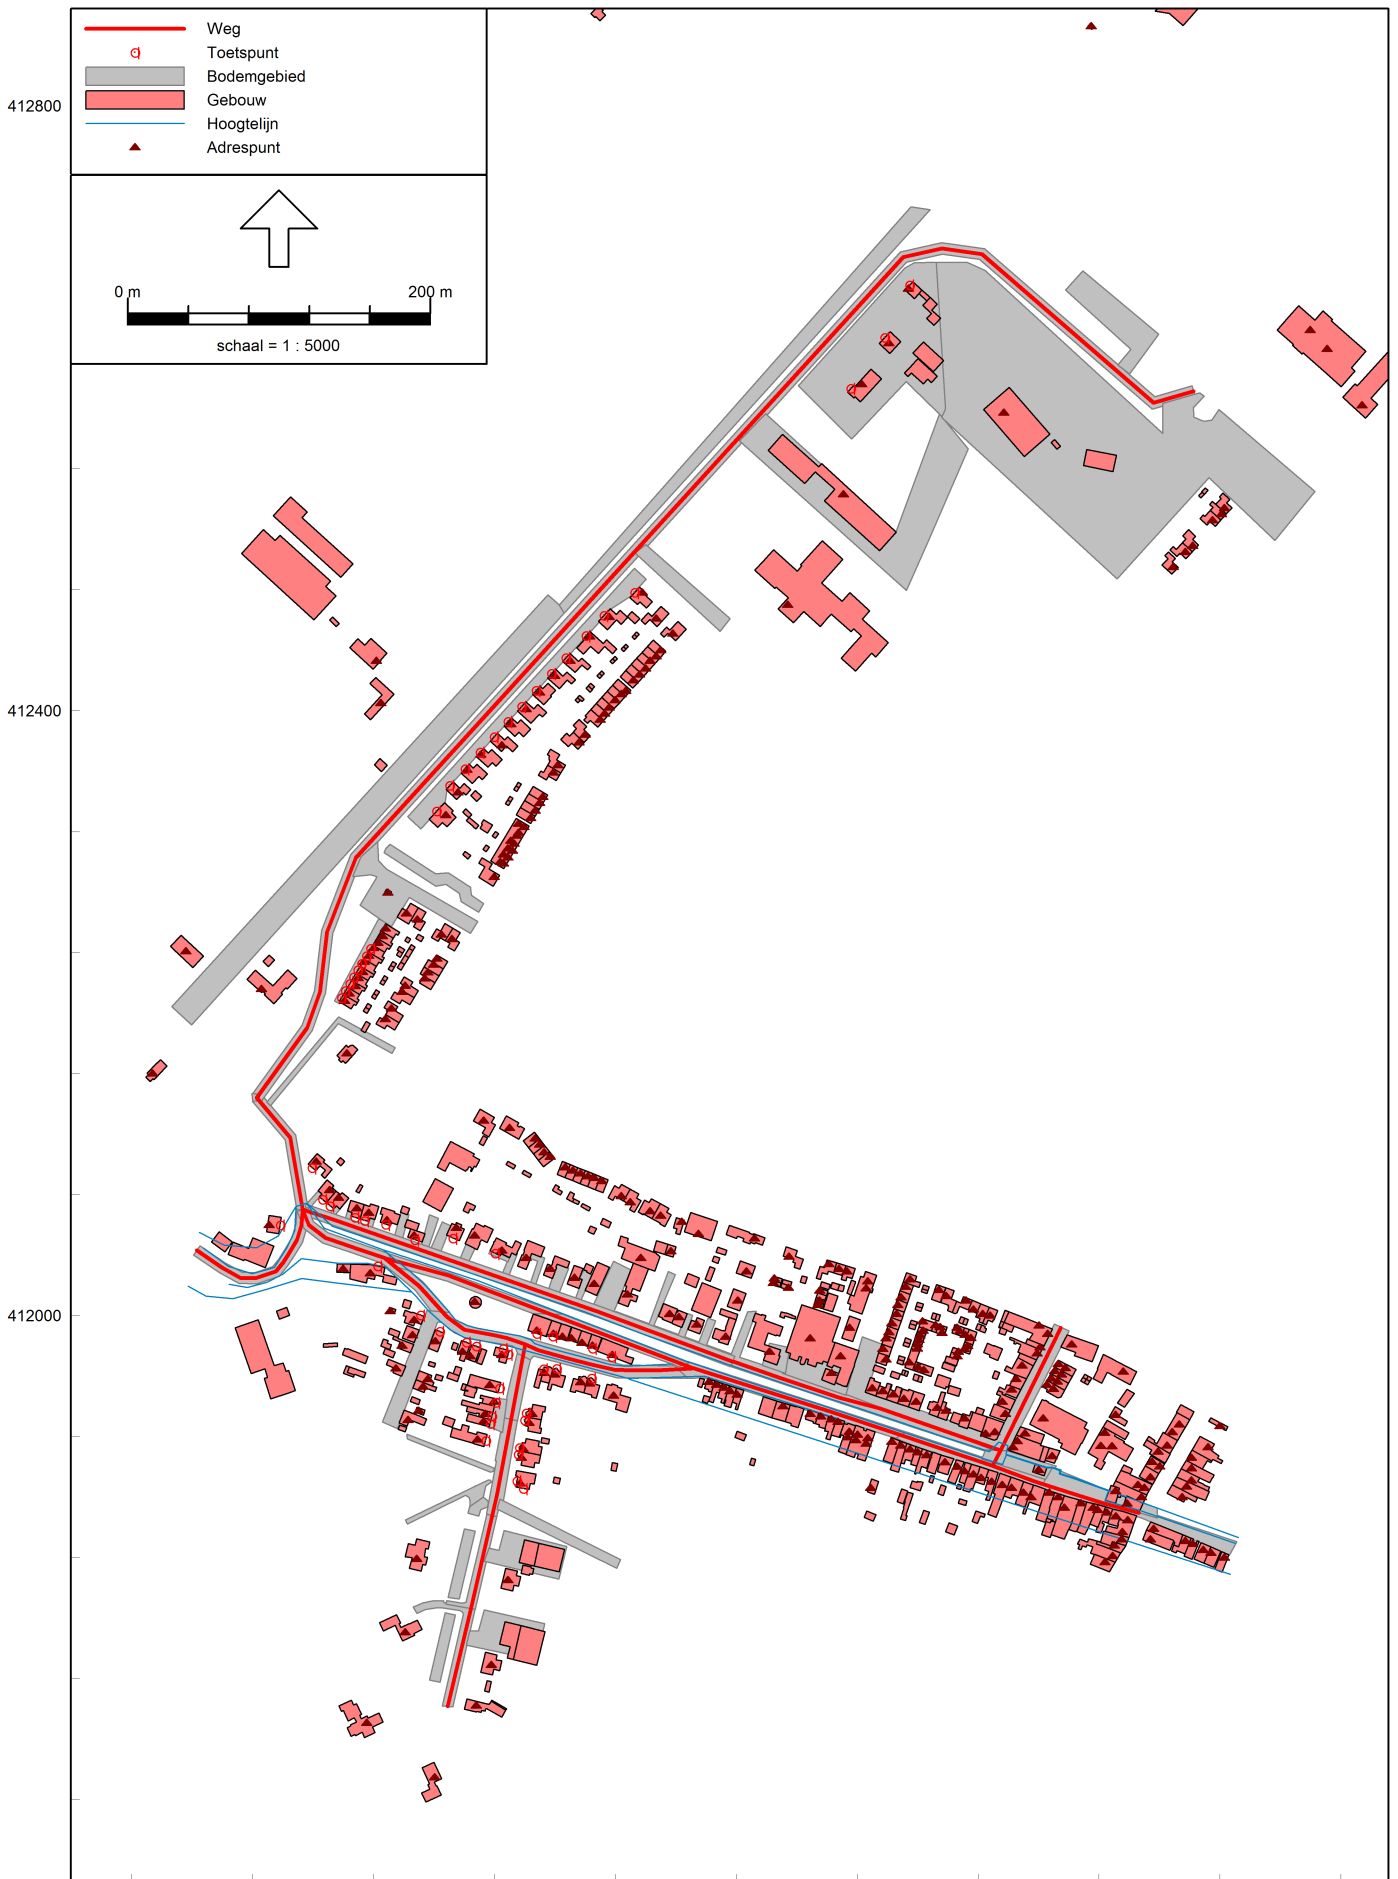 Weg
Toetspunt
Bodemgebied
Gebouw
Hoogtelijn
Adrespunt
0 m 200 m
schaal = 1 : 5000
412800
412400
412000